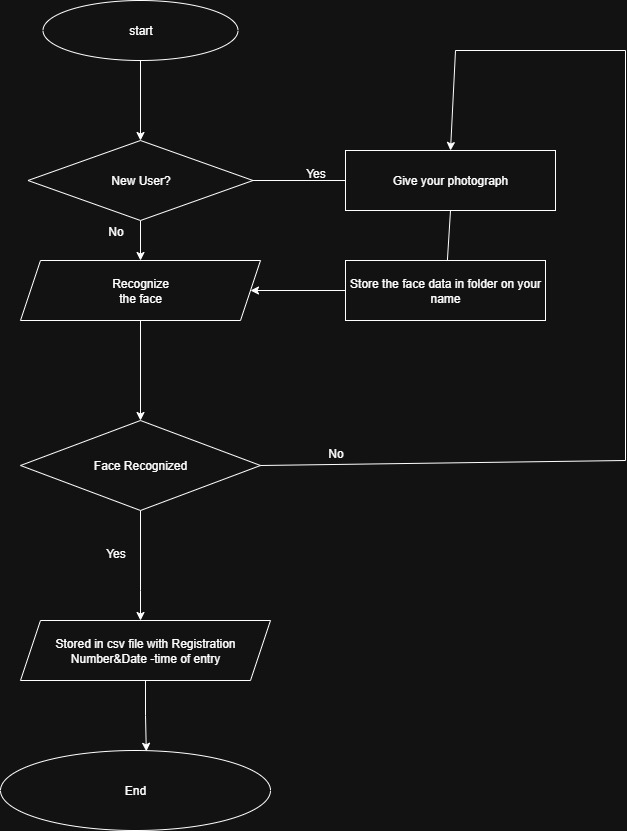 start
New User?
Yes
Give your photograph
No
Recognize
the face
Store the face data in folder on your
name
Face Recognized
No
Yes
Stored in csv file with Registration
Number&Date -time of entry
End